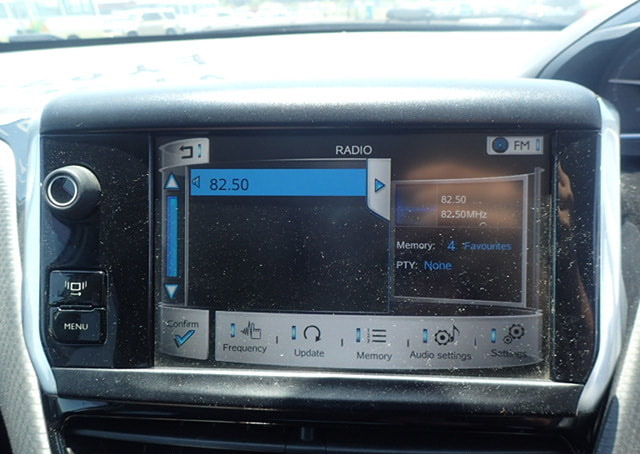 RADIO
FM
82.50
82.50
82.50MHz
Memory: 4 Favourites
PTY: None
MENU
Confirm
Frequency
Update
Memory
Audio settings
Settings